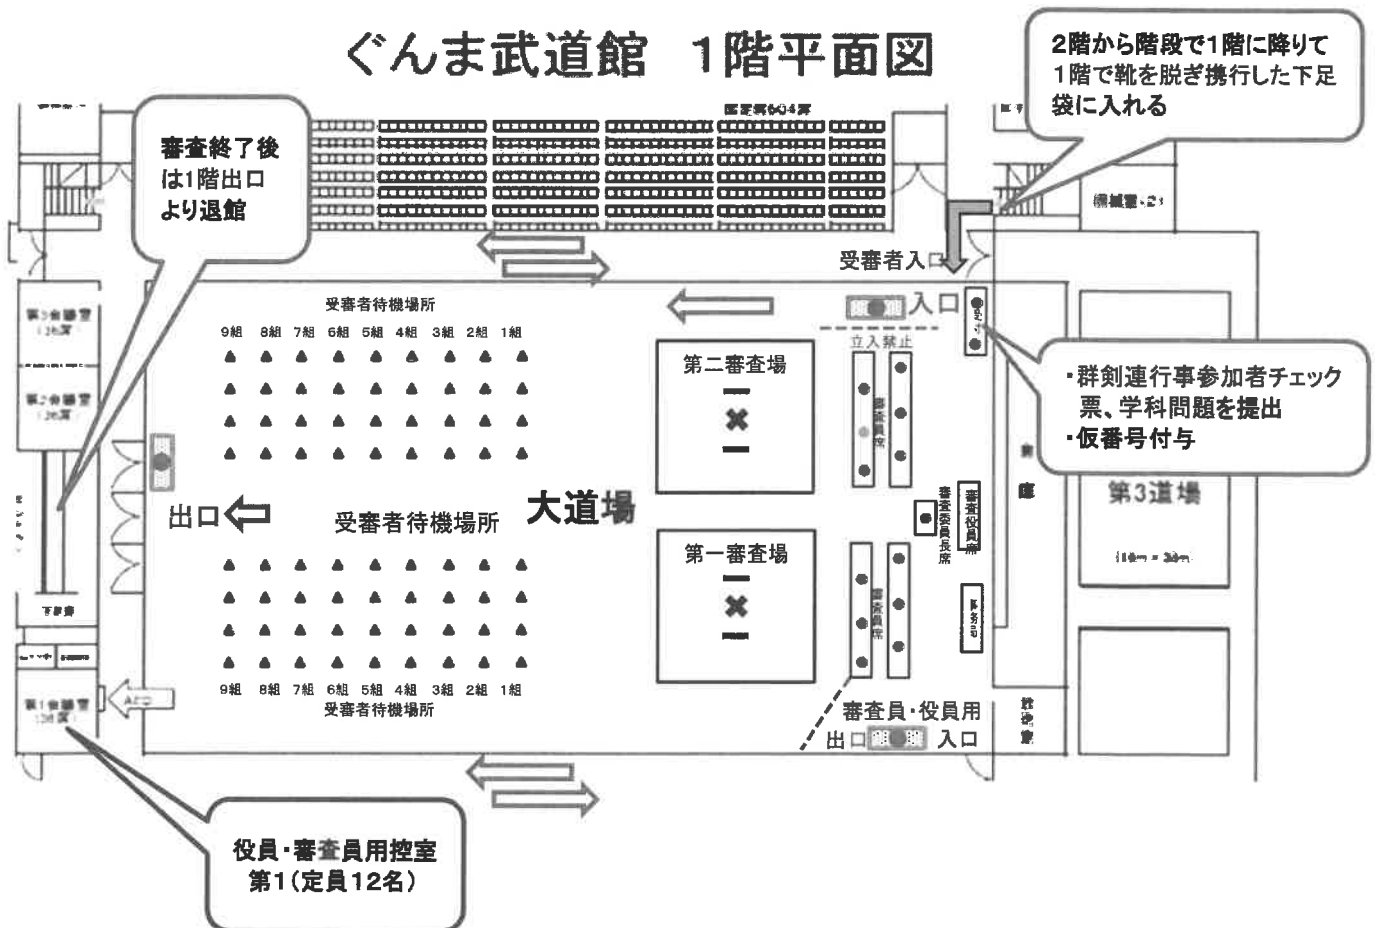 ぐんま武道館 1階平面図
2階から階段で1階に降りて
1階で靴を脱ぎ携行した下足
袋に入れる
審査終了後
は1階出口
より退館
受審者入口
入口
受審者待機場所
9組 8組 7組 6組 5組 4組 3組 2組 1組
立入禁止
第二審査場
審査員席
・群剣連行事参加者チェック
票、学科問題を提出
・仮番号付与
第3道場
大道場
出口
受審者待機場所
審査委員長席
審査役員席
第一審査場
審査員席
9組 8組 7組 6組 5組 4組 3組 2組 1組
受審者待機場所
第1会議室
AED
審査員・役員用
出口 入口
役員・審査員用控室
第1(定員12名)